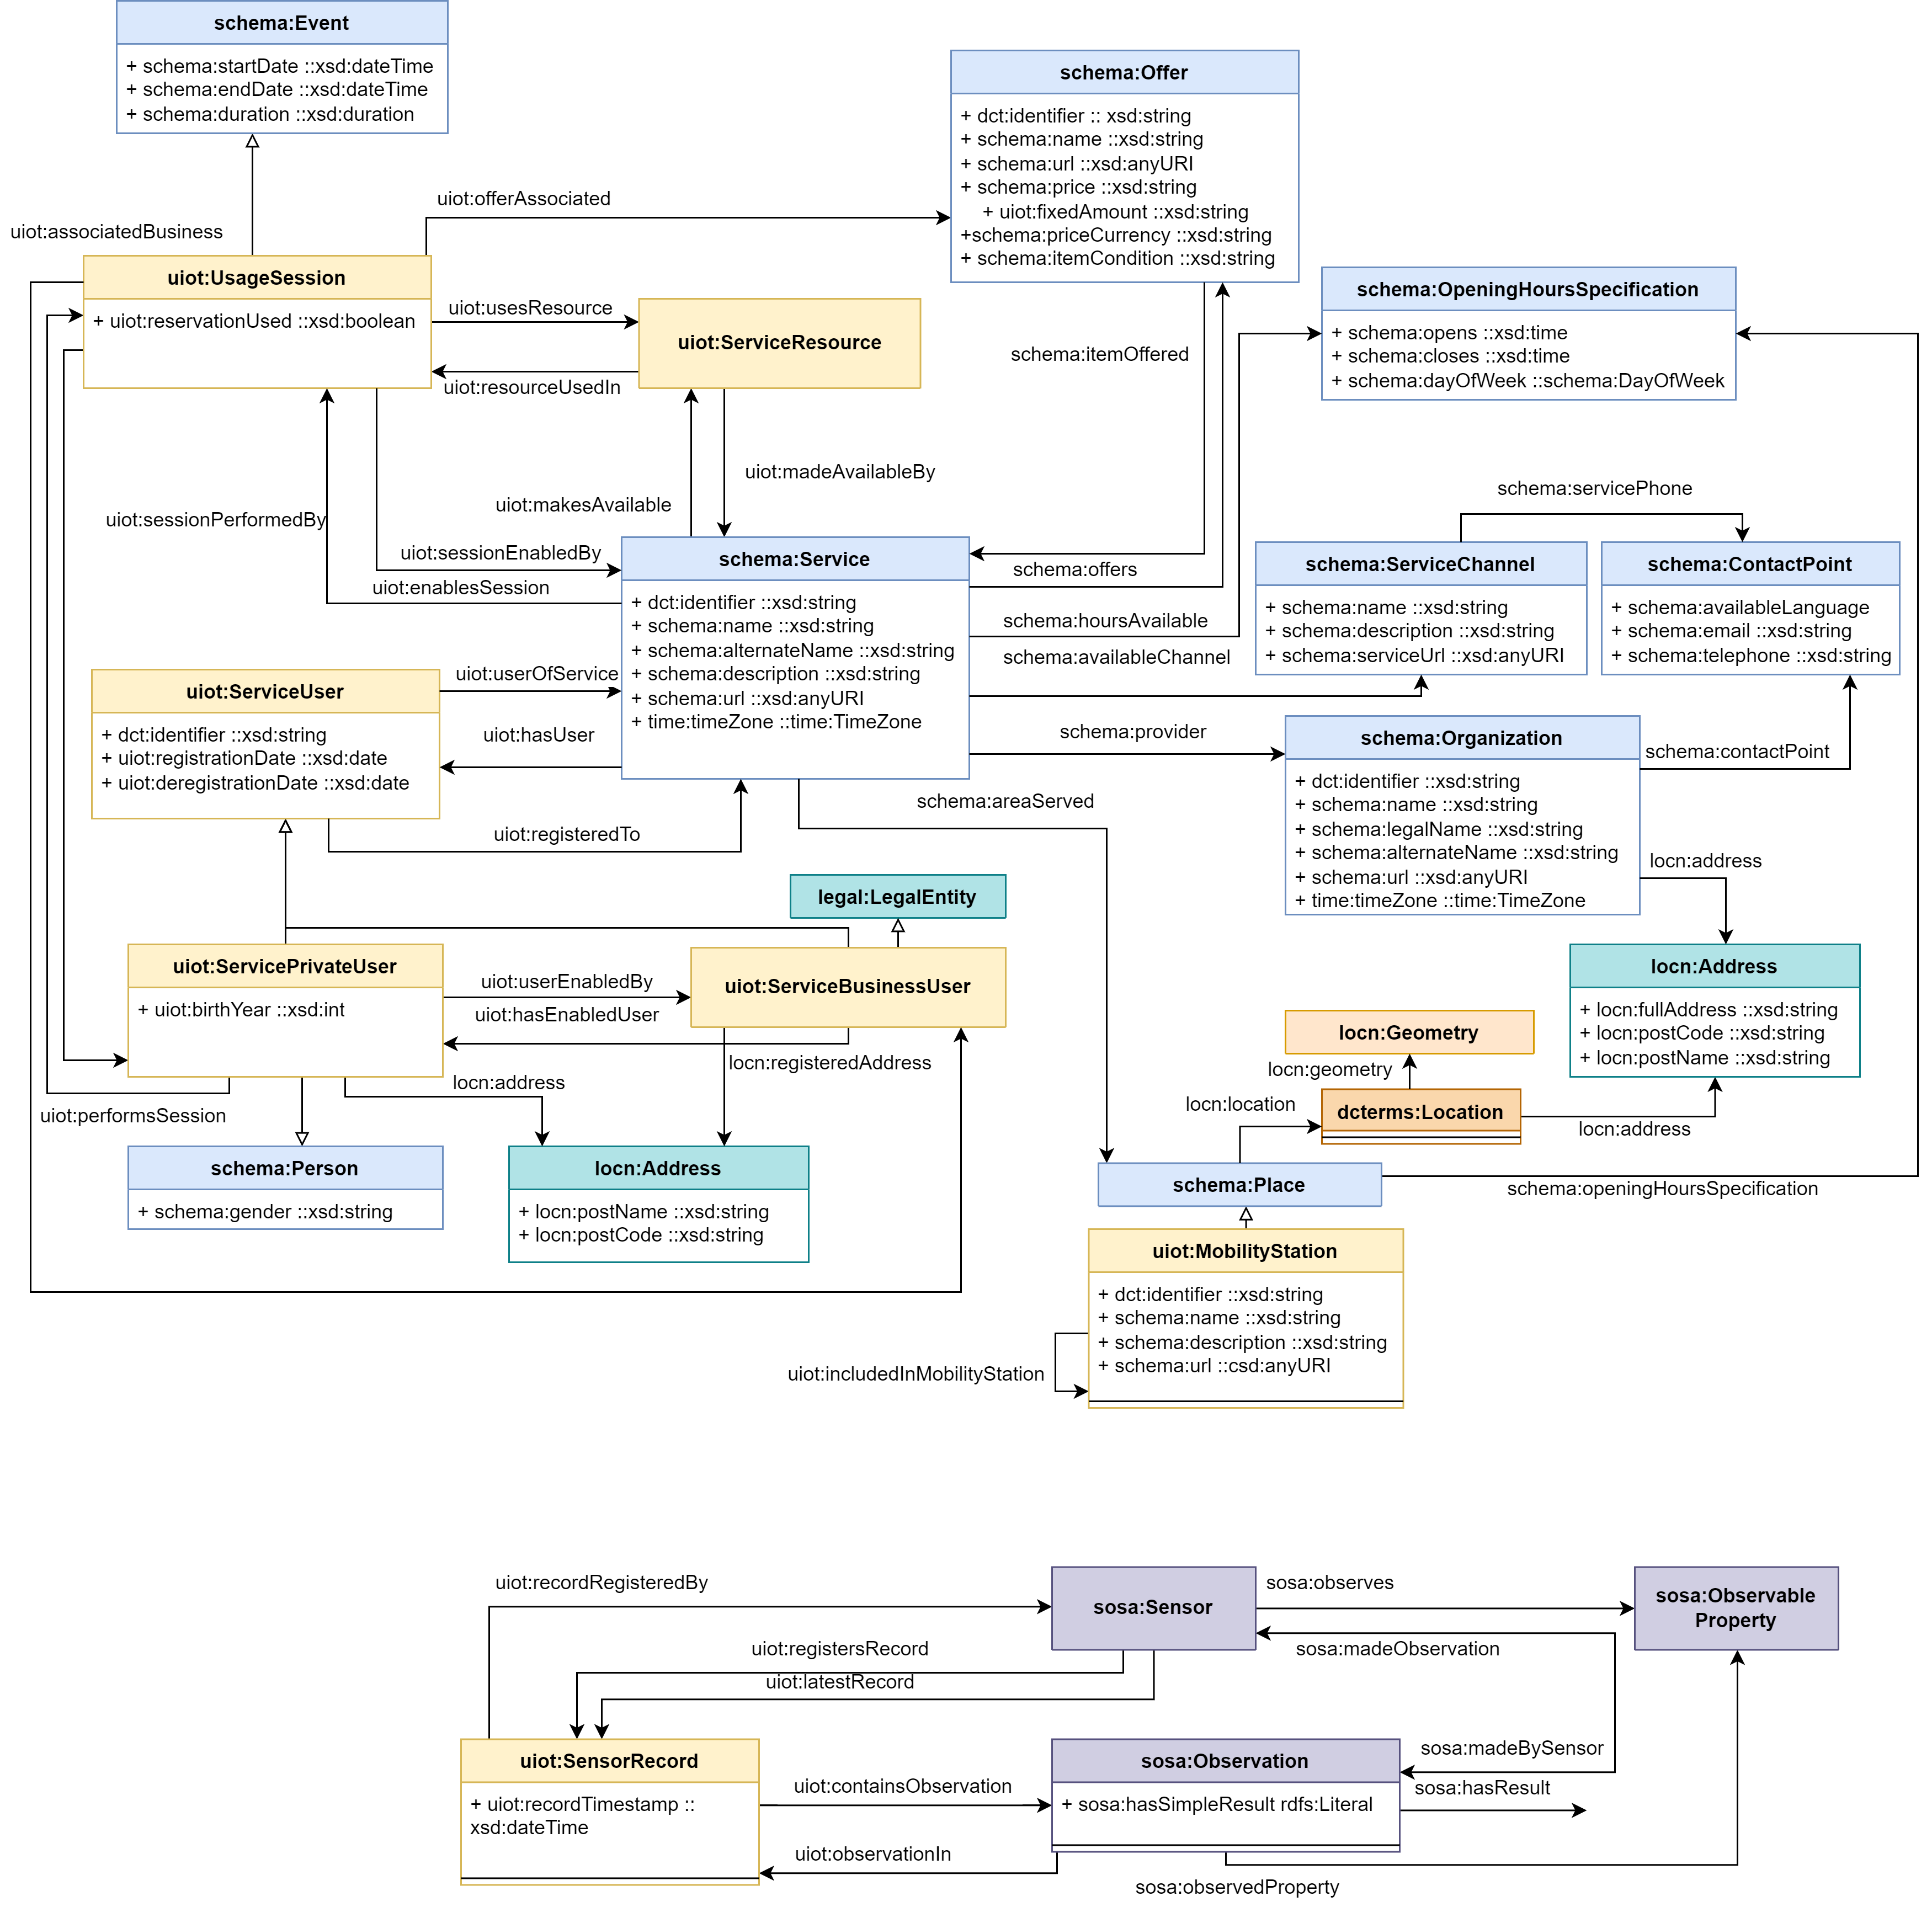 schema:Event
+ schema:startDate ::xsd:dateTime
+ schema:endDate ::xsd:dateTime
+ schema:duration ::xsd:duration
schema:Offer
+ dct:identifier :: xsd:string
+ schema:name ::xsd:string
+ schema:url ::xsd:anyURI
+ schema:price ::xsd:string
+ uiot:fixedAmount ::xsd:string
+schema:priceCurrency ::xsd:string
+ schema:itemCondition ::xsd:string
uiot:offerAssociated
uiot:associatedBusiness
uiot:UsageSession
+ uiot:reservationUsed ::xsd:boolean
uiot:usesResource
uiot:resourceUsedIn
uiot:ServiceResource
schema:itemOffered
schema:OpeningHoursSpecification
+ schema:opens ::xsd:time
+ schema:closes ::xsd:time
+ schema:dayOfWeek ::schema:DayOfWeek
uiot:madeAvailableBy
uiot:makesAvailable
uiot:sessionPerformedBy
uiot:sessionEnabledBy
uiot:enablesSession
schema:servicePhone
schema:Service
+ dct:identifier ::xsd:string
+ schema:name ::xsd:string
+ schema:alternateName ::xsd:string
+ schema:description ::xsd:string
+ schema:url ::xsd:anyURI
+ time:timeZone ::time:TimeZone
schema:offers
schema:hoursAvailable
schema:availableChannel
schema:ServiceChannel
+ schema:name ::xsd:string
+ schema:description ::xsd:string
+ schema:serviceUrl ::xsd:anyURI
schema:ContactPoint
+ schema:availableLanguage
+ schema:email ::xsd:string
+ schema:telephone ::xsd:string
uiot:ServiceUser
+ dct:identifier ::xsd:string
+ uiot:registrationDate ::xsd:date
+ uiot:deregistrationDate ::xsd:date
uiot:userOfService
uiot:hasUser
uiot:registeredTo
schema:provider
schema:areaServed
schema:Organization
+ dct:identifier ::xsd:string
+ schema:name ::xsd:string
+ schema:legalName ::xsd:string
+ schema:alternateName ::xsd:string
+ schema:url ::xsd:anyURI
+ time:timeZone ::time:TimeZone
schema:contactPoint
locn:address
legal:LegalEntity
uiot:ServicePrivateUser
+ uiot:birthYear ::xsd:int
uiot:userEnabledBy
uiot:hasEnabledUser
uiot:ServiceBusinessUser
locn:registeredAddress
locn:address
uiot:performsSession
locn:Address
+ locn:fullAddress ::xsd:string
+ locn:postCode ::xsd:string
+ locn:postName ::xsd:string
locn:Geometry
locn:geometry
locn:location
dcterms:Location
locn:address
schema:Person
+ schema:gender ::xsd:string
locn:Address
+ locn:postName ::xsd:string
+ locn:postCode ::xsd:string
schema:Place
schema:openingHoursSpecification
uiot:MobilityStation
+ dct:identifier ::xsd:string
+ schema:name ::xsd:string
+ schema:description ::xsd:string
+ schema:url ::csd:anyURI
uiot:includedInMobilityStation
uiot:recordRegisteredBy
sosa:Sensor
sosa:observes
sosa:Observable
Property
uiot:registersRecord
uiot:latestRecord
sosa:madeObservation
sosa:madeBySensor
uiot:SensorRecord
+ uiot:recordTimestamp ::
xsd:dateTime
uiot:containsObservation
uiot:observationIn
sosa:Observation
+ sosa:hasSimpleResult rdfs:Literal
sosa:hasResult
sosa:observedProperty